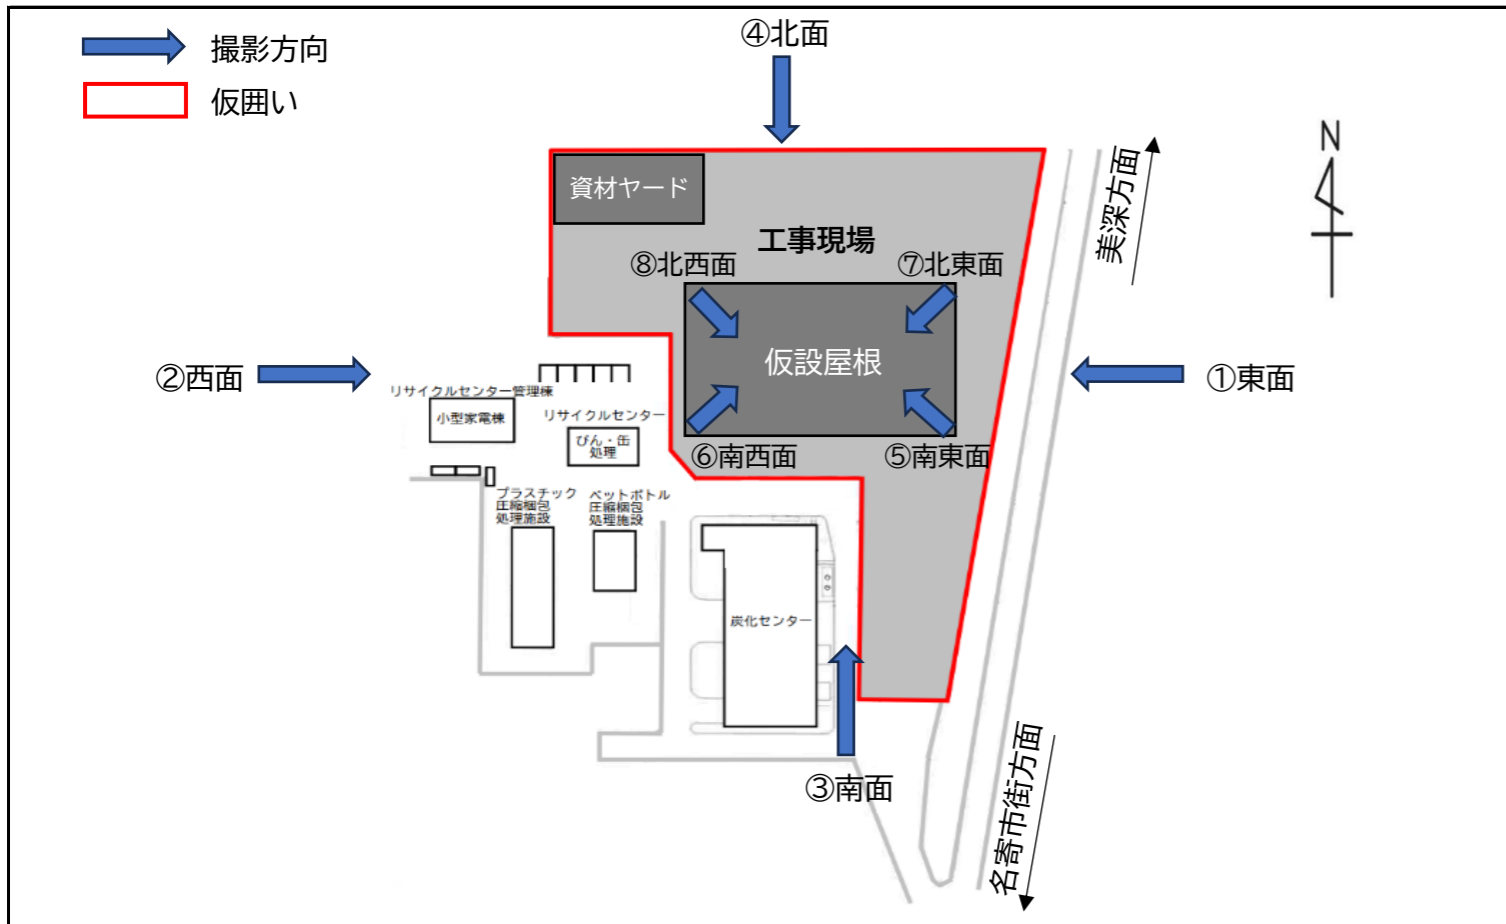 撮影方向
仮囲い
④北面
N
美深方面
資材ヤード
工事現場
⑧北西面
⑦北東面
仮設屋根
②西面
①東面
リサイクルセンター管理棟
小型家電棟
リサイクルセンター
びん・缶
処理
⑥南西面
⑤南東面
プラスチック
圧縮梱包
処理施設
ペットボトル
圧縮梱包
処理施設
炭化センター
③南面
名寄市街方面